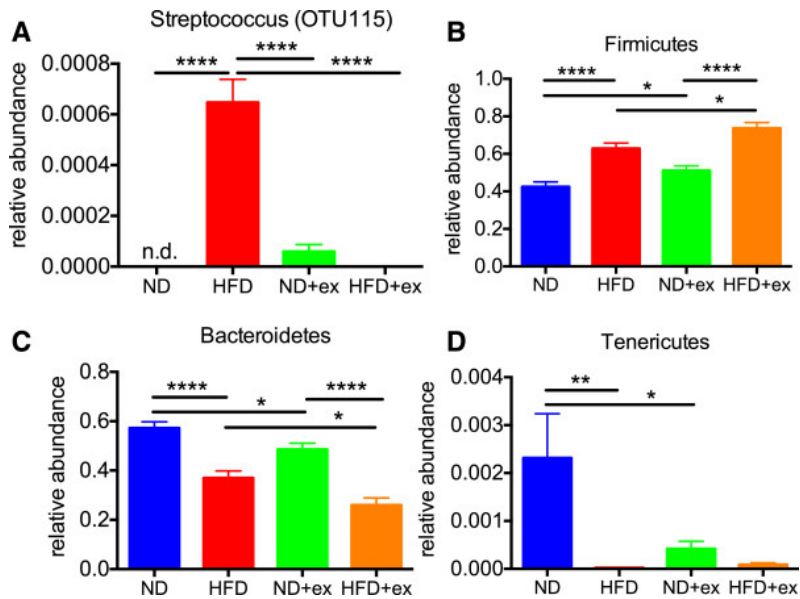 A
Streptococcus (OTU115)
relative abundance
0.0008
0.0006
0.0004
0.0002
0.0000
****
****
****
n.d.
ND HFD ND+ex HFD+ex
B
Firmicutes
relative abundance
1.0
0.8
0.6
0.4
0.2
0.0
**** ****
*
*
ND HFD ND+ex HFD+ex
C
Bacteroidetes
relative abundance
0.6
0.4
0.2
0.0
**** ****
*
*
ND HFD ND+ex HFD+ex
D
Tenericutes
relative abundance
0.004
0.003
0.002
0.001
0.000
**
*
ND HFD ND+ex HFD+ex